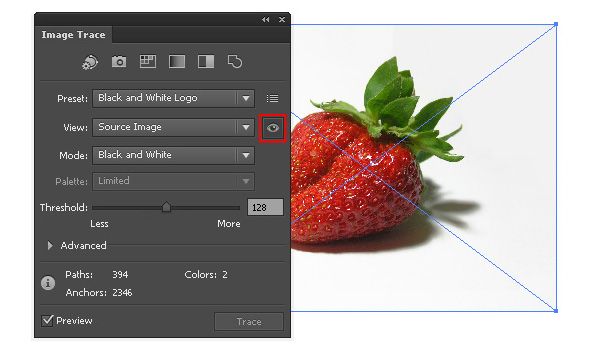 Image Trace
Preset: Black and White Logo
View: Source Image
Mode: Black and White
Palette: Limited
Threshold: 128
Less More
Advanced
Paths: 394 Colors: 2
Anchors: 2346
Preview Trace